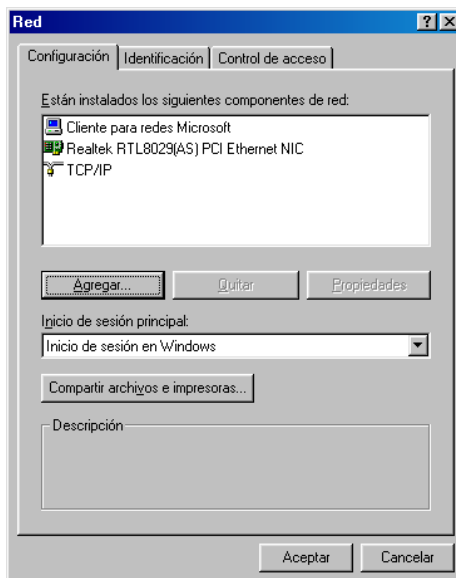 Red
Configuración Identificación Control de acceso
Están instalados los siguientes componentes de red:
Cliente para redes Microsoft
Realtek RTL8029(AS) PCI Ethernet NIC
TCP/IP
Agregar... Quitar Propiedades
Inicio de sesión principal:
Inicio de sesión en Windows
Compartir archivos e impresoras...
Descripción
Aceptar Cancelar